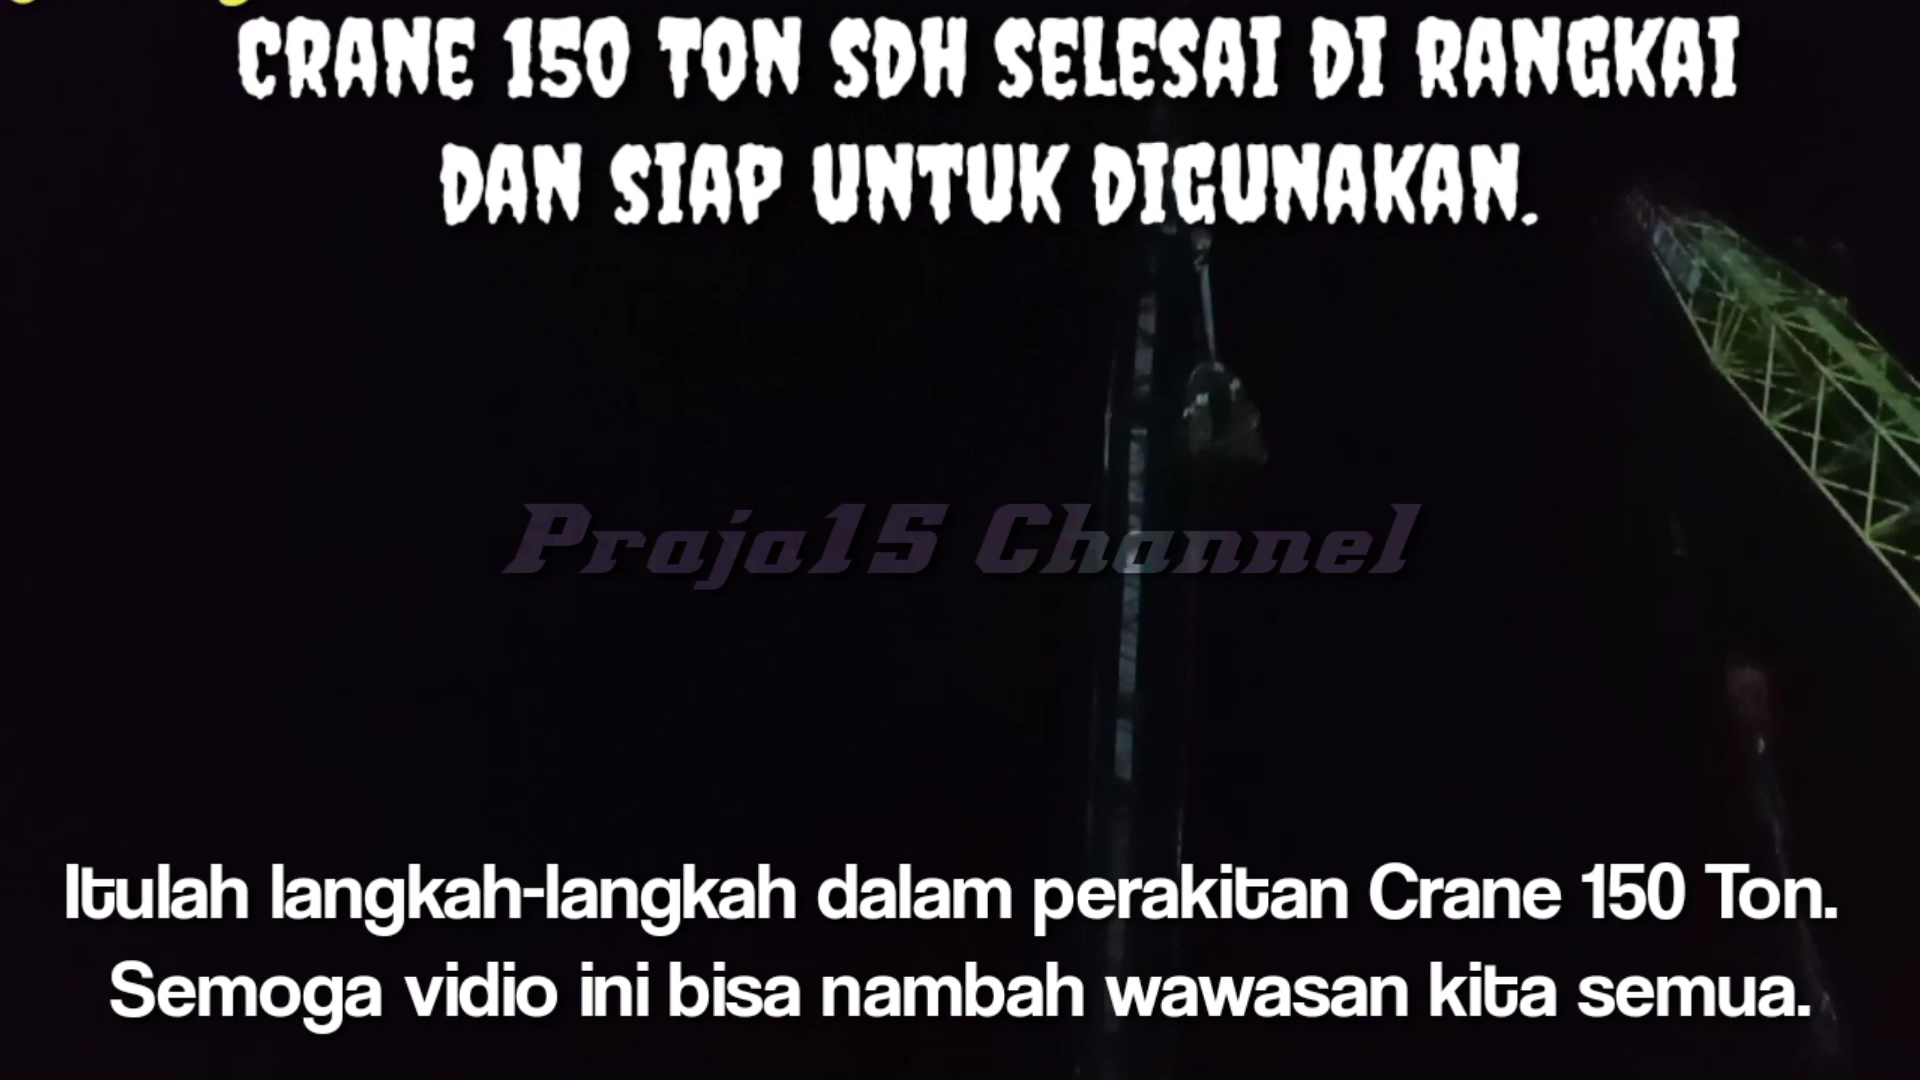 CRANE 150 TON SDH SELESAI DI RANGKAI
DAN SIAP UNTUK DIGUNAKAN.
Praja15 Channel
Itulah langkah-langkah dalam perakitan Crane 150 Ton.
Semoga vidio ini bisa nambah wawasan kita semua.